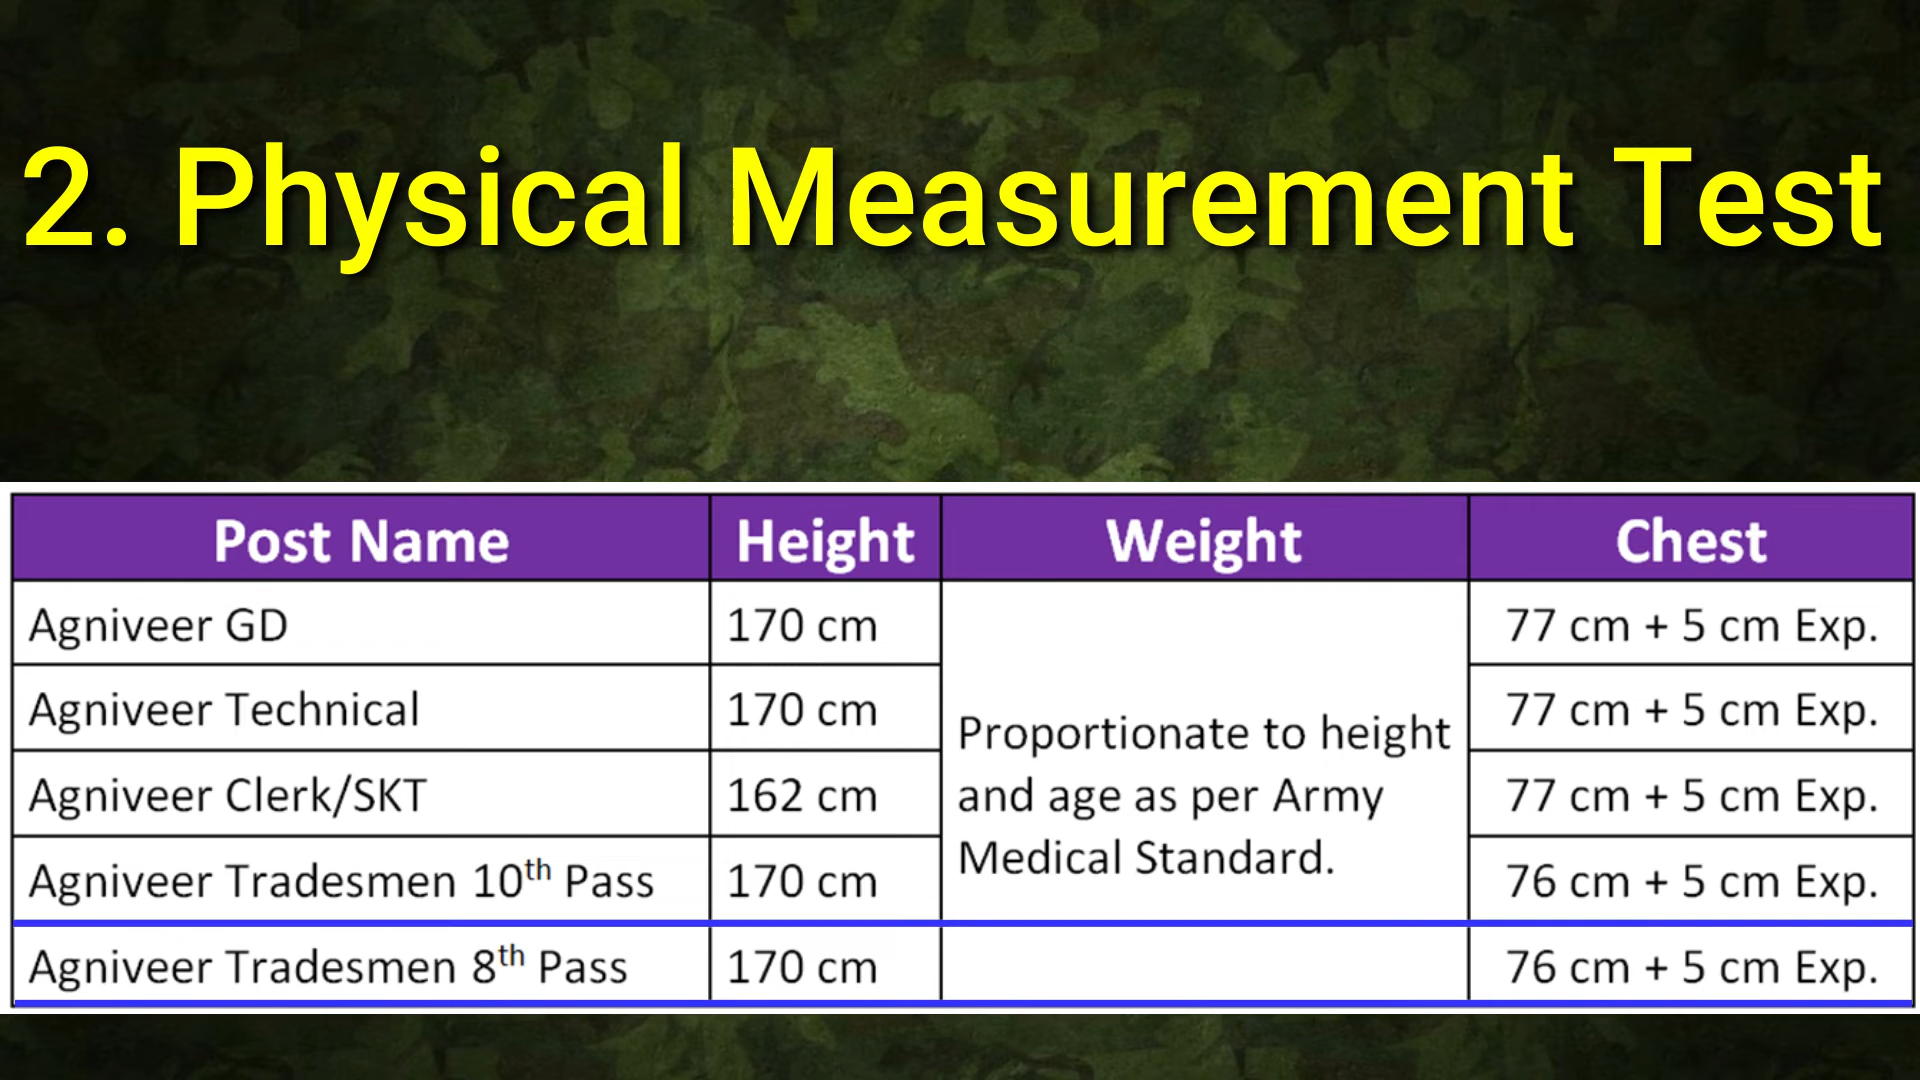 2. Physical Measurement Test
Post Name Height Weight Chest
Agniveer GD 170 cm 77 cm + 5 cm Exp.
Agniveer Technical 170 cm 77 cm + 5 cm Exp.
Proportionate to height
and age as per Army
Medical Standard.
Agniveer Clerk/SKT 162 cm 77 cm + 5 cm Exp.
Agniveer Tradesmen 10th Pass 170 cm 76 cm + 5 cm Exp.
Agniveer Tradesmen 8th Pass 170 cm 76 cm + 5 cm Exp.